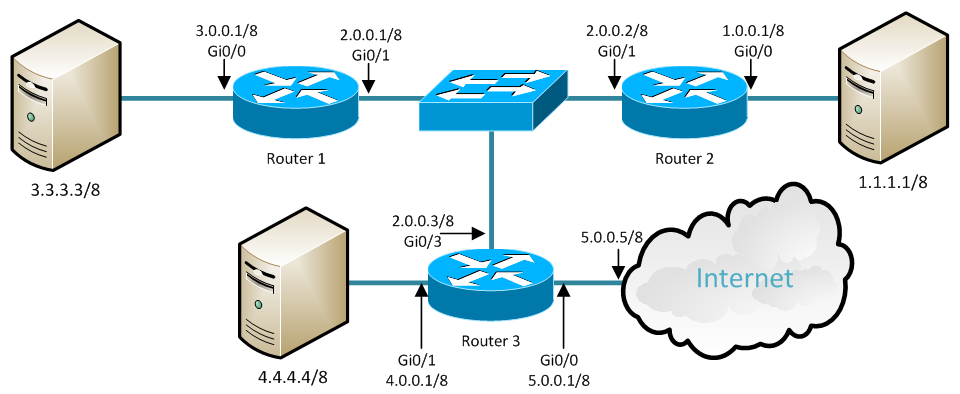 3.0.0.1/8
Gi0/0
2.0.0.1/8
Gi0/1
2.0.0.2/8
Gi0/1
1.0.0.1/8
Gi0/0
Router 1
Router 2
3.3.3.3/8
1.1.1.1/8
2.0.0.3/8
Gi0/3
5.0.0.5/8
Internet
Router 3
4.4.4.4/8
Gi0/1
4.0.0.1/8
Gi0/0
5.0.0.1/8